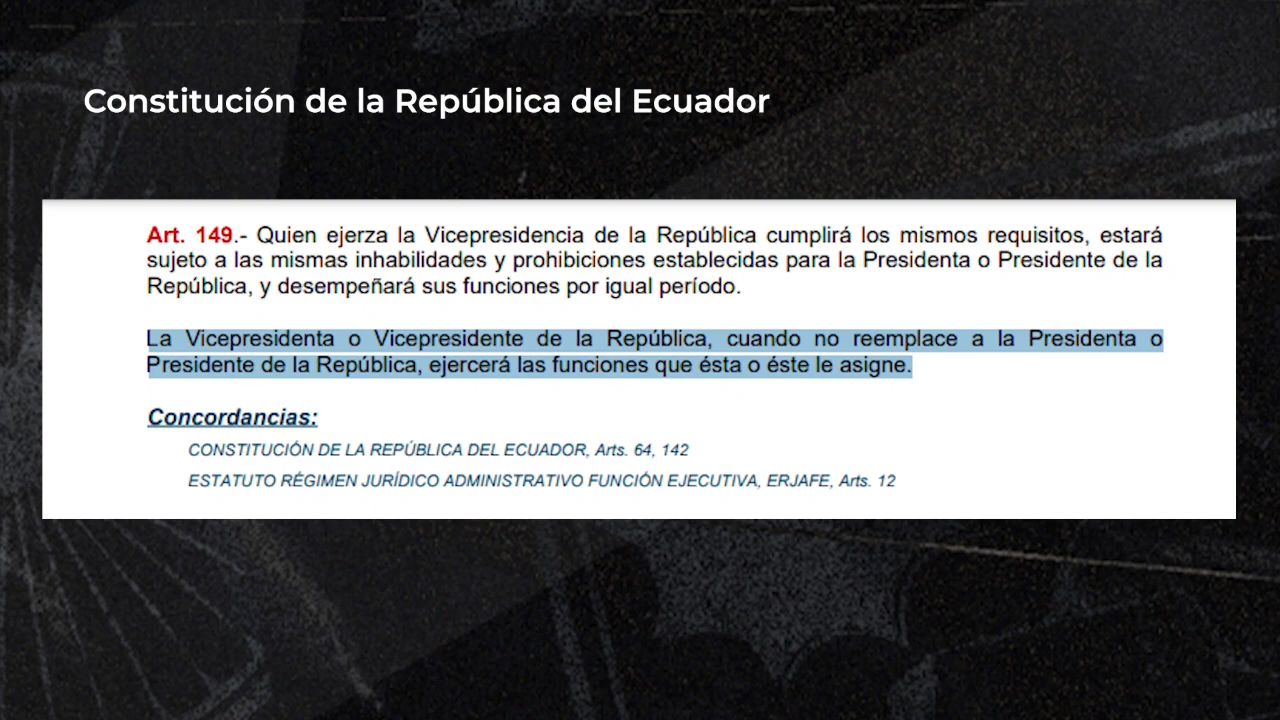 Constitución de la República del Ecuador
Art. 149.- Quien ejerza la Vicepresidencia de la República cumplirá los mismos requisitos, estará
sujeto a las mismas inhabilidades y prohibiciones establecidas para la Presidenta o Presidente de la
República, y desempeñará sus funciones por igual período.
La Vicepresidenta o Vicepresidente de la República, cuando no reemplace a la Presidenta o
Presidente de la República, ejercerá las funciones que ésta o éste le asigne.
Concordancias:
CONSTITUCIÓN DE LA REPÚBLICA DEL ECUADOR, Arts. 64, 142
ESTATUTO RÉGIMEN JURÍDICO ADMINISTRATIVO FUNCIÓN EJECUTIVA, ERJAFE, Arts. 12